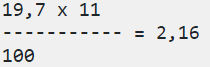 19,7 x 11
----------- = 2,16
100